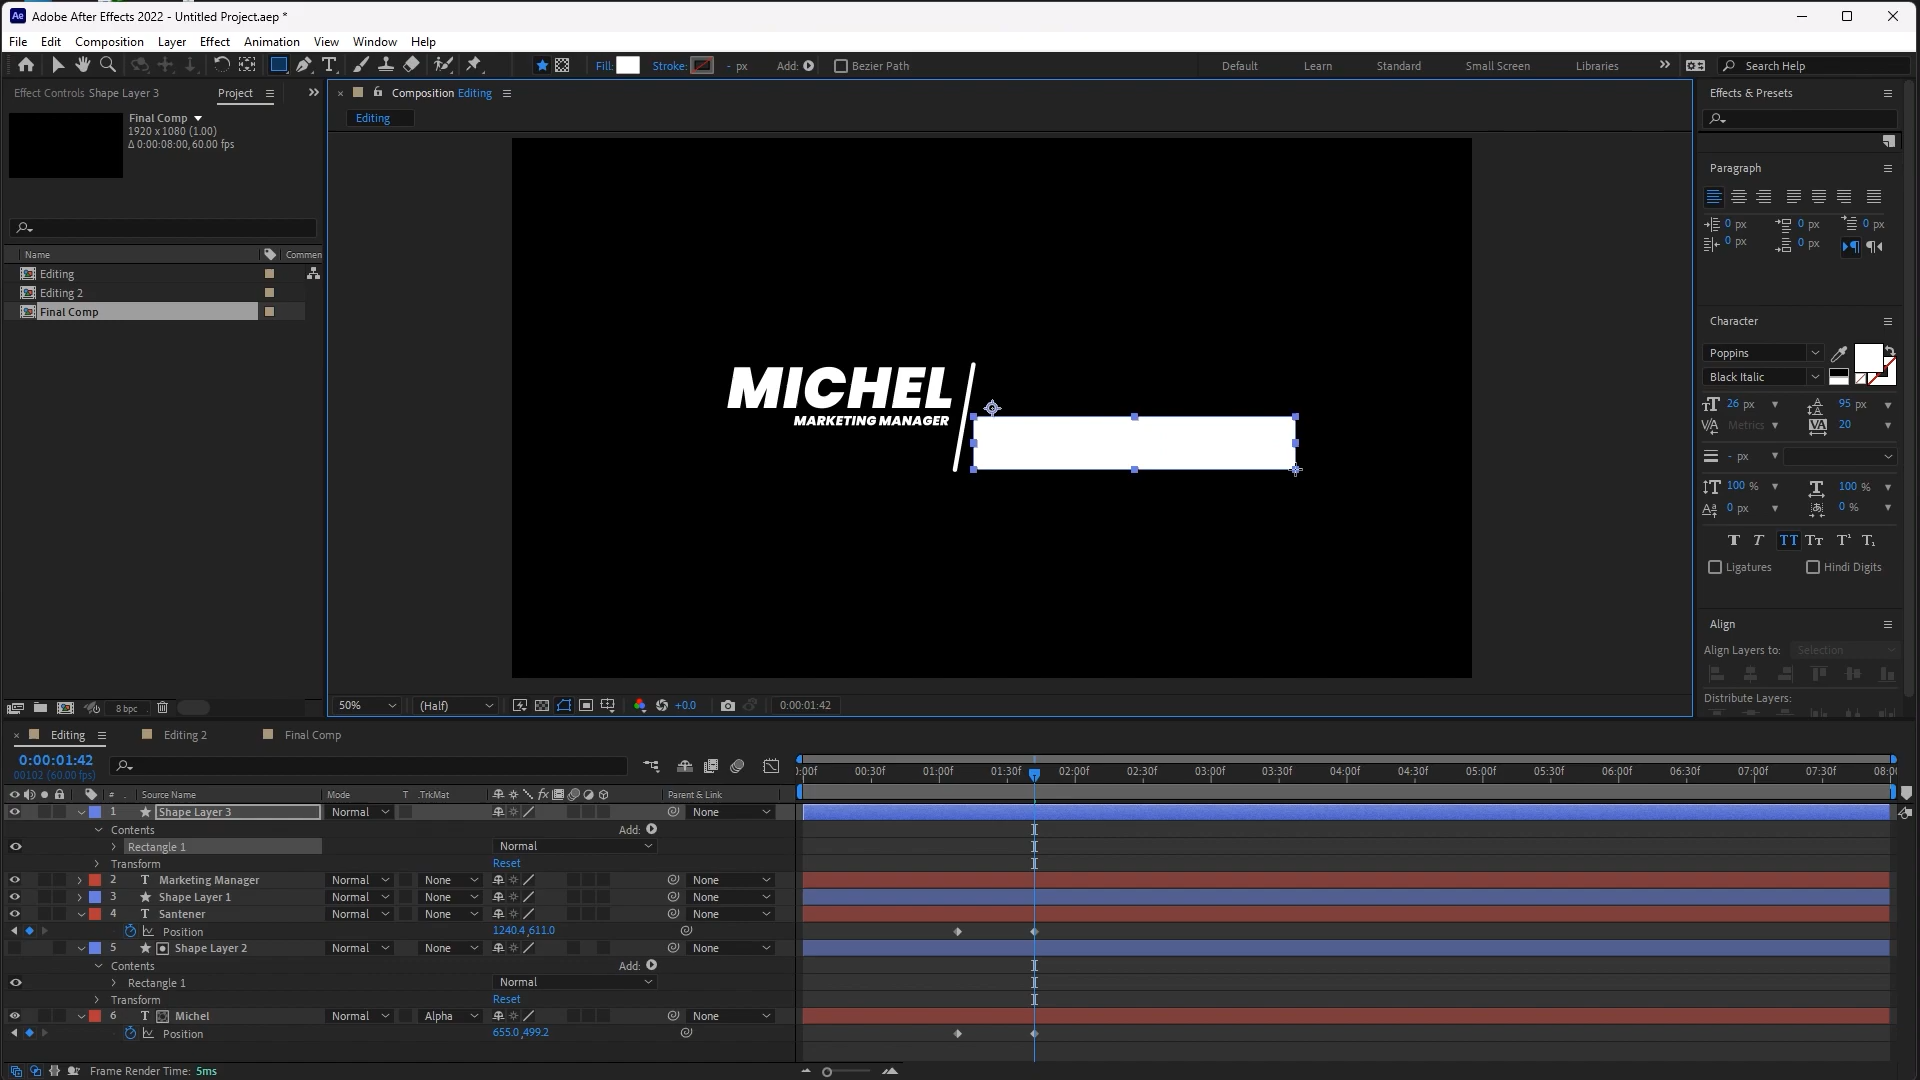 Adobe After Effects 2022 - Untitled Project.aep *
File Edit Composition Layer Effect Animation View Window Help
Fill: Stroke: - px Add: Bezier Path Default Learn Standard Small Screen Libraries Search Help
Effect Controls Shape Layer 3 Project
Composition Editing
Editing
Final Comp
1920 x 1080 (1.00)
Δ 0:00:08:00, 60.00 fps
Name Commen
Editing
Editing 2
Final Comp
8 bpc
MICHEL
MARKETING MANAGER
50% (Half) +0.0 0:00:01:42
Effects & Presets
Paragraph
0 px 0 px 0 px
0 px 0 px
Character
Poppins
Black Italic
26 px 95 px
Metrics 20
- px
100 % 100 %
0 px 0 %
Ligatures Hindi Digits
Align
Align Layers to: Selection
Distribute Layers:
Editing Editing 2 Final Comp
0:00:01:42
00102 (60.00 fps)
:00f 00:30f 01:00f 01:30f 02:00f 02:30f 03:00f 03:30f 04:00f 04:30f 05:00f 05:30f 06:00f 06:30f 07:00f 07:30f 08:00
# Source Name Mode T .TrkMat Parent & Link
1 Shape Layer 3 Normal None
Contents Add:
Rectangle 1 Normal
Transform Reset
2 T Marketing Manager Normal None None
3 Shape Layer 1 Normal None None
4 T Santener Normal None None
Position 1240.4,611.0
5 Shape Layer 2 Normal None None
Contents Add:
Rectangle 1 Normal
Transform Reset
6 T Michel Normal Alpha None
Position 655.0,499.2
Frame Render Time: 5ms